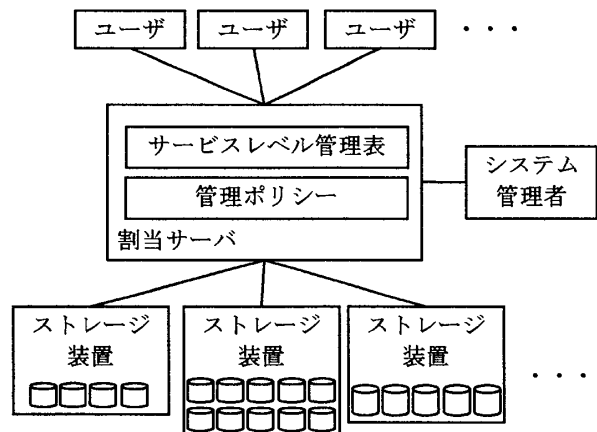 ユーザ
ユーザ
ユーザ
・・・
サービスレベル管理表
管理ポリシー
割当サーバ
システム
管理者
ストレージ
装置
ストレージ
装置
ストレージ
装置
・・・